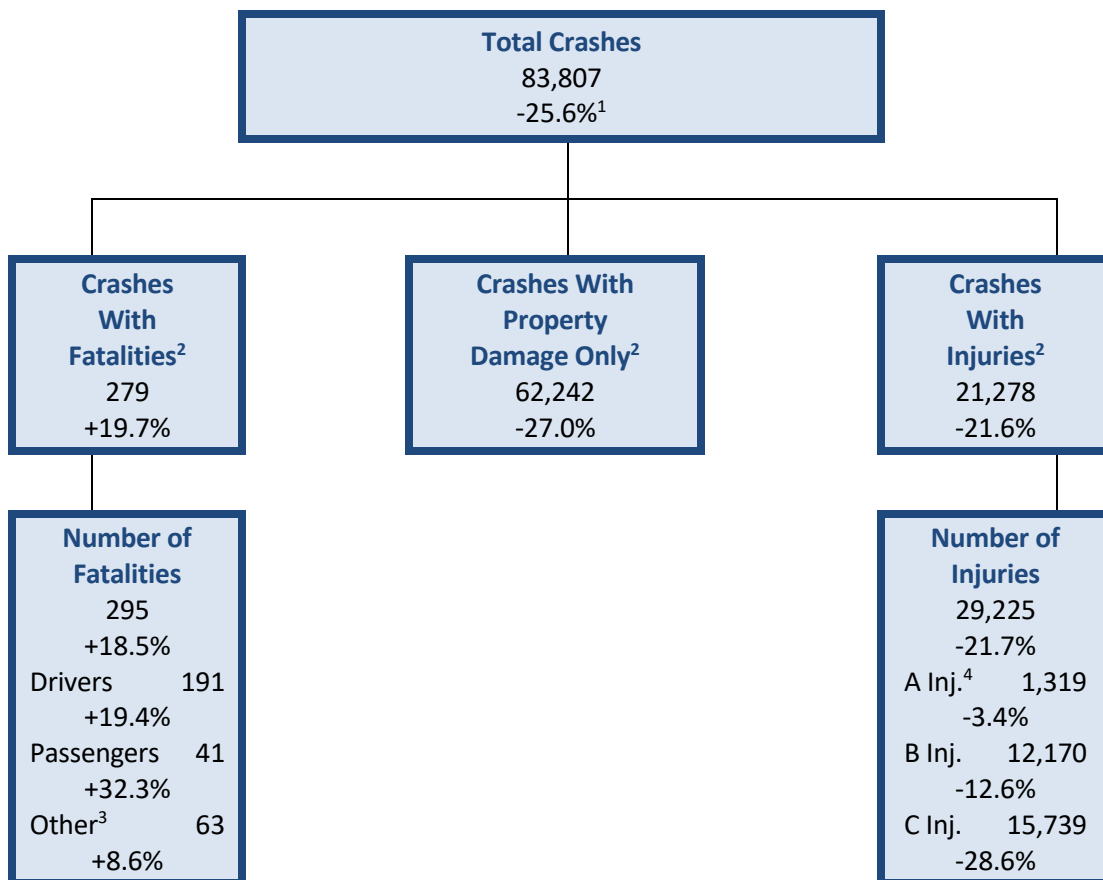 Total Crashes
83,807
-25.6%¹
Crashes
With
Fatalities²
279
+19.7%
Crashes With
Property
Damage Only²
62,242
-27.0%
Crashes
With
Injuries²
21,278
-21.6%
Number of
Fatalities
295
+18.5%
Drivers 191
+19.4%
Passengers 41
+32.3%
Other³ 63
+8.6%
Number of
Injuries
29,225
-21.7%
A Inj.⁴ 1,319
-3.4%
B Inj. 12,170
-12.6%
C Inj. 15,739
-28.6%